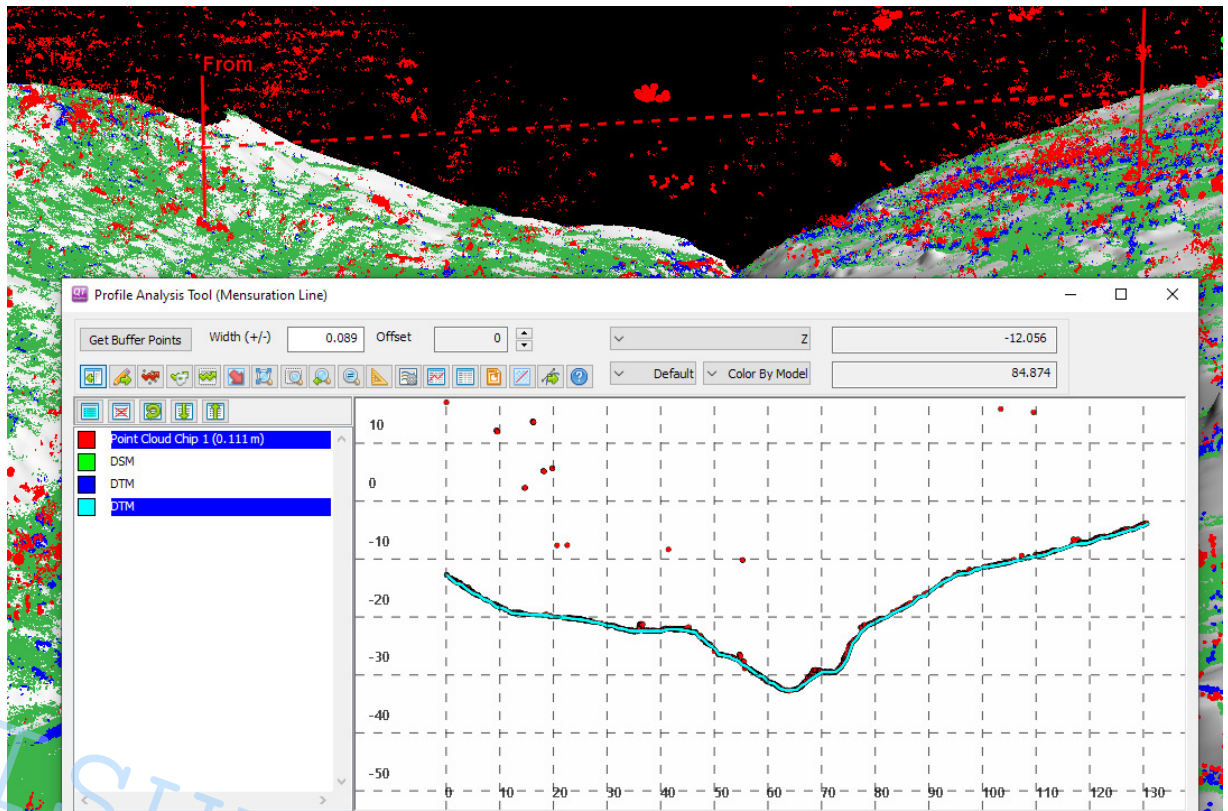 From
Profile Analysis Tool (Mensuration Line)
Get Buffer Points Width (+/-) 0.089 Offset 0 Z -12.056
Default Color By Model 84.874
Point Cloud Chip 1 (0.111 m)
DSM
DTM
DTM
10
0
-10
-20
-30
-40
-50
0 10 20 30 40 50 60 70 80 90 100 110 120 130